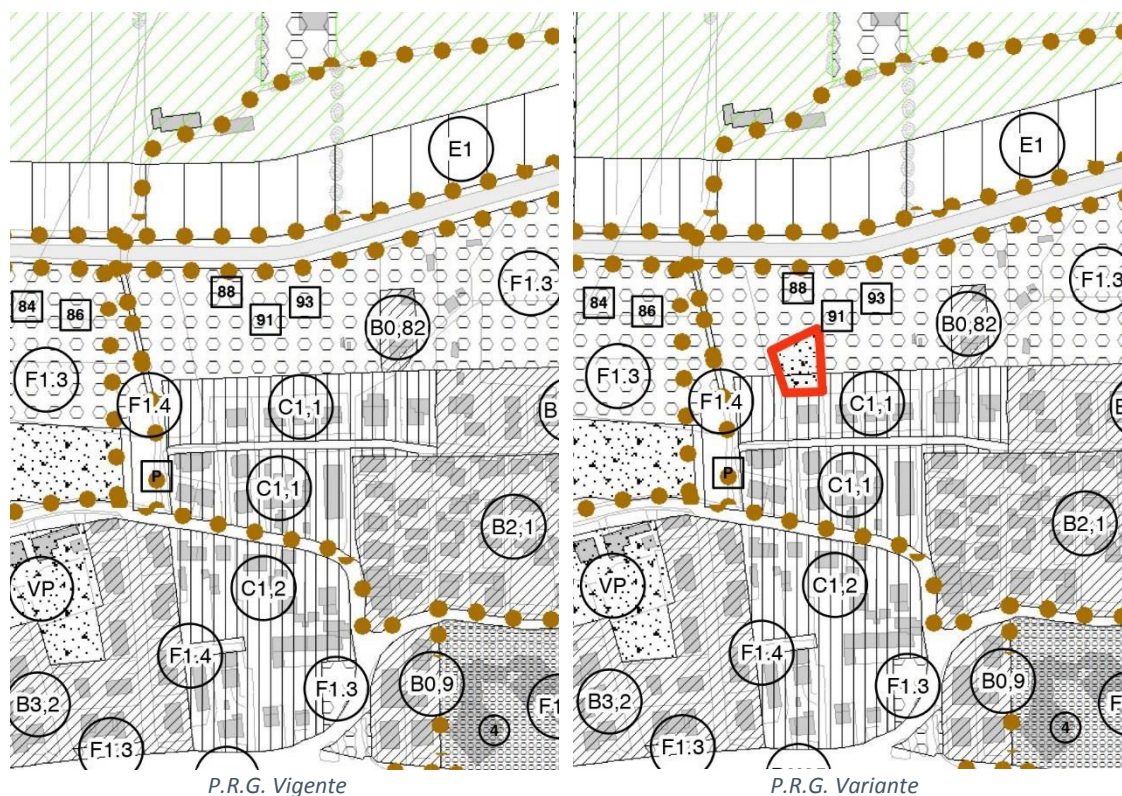 E1
F1.3
88
84
86
93
91
B0,82
F1.3
F1.4
C1,1
B
P
C1,1
B2,1
VP
C1,2
F1.4
F1.3
B0,9
B3,2
F1
F1.3
4
P.R.G. Vigente
E1
F1.3
88
84
86
93
91
B0,82
F1.3
F1.4
C1,1
B
P
C1,1
B2,1
VP
C1,2
F1.4
F1.3
B0,9
B3,2
F
F1.3
4
P.R.G. Variante